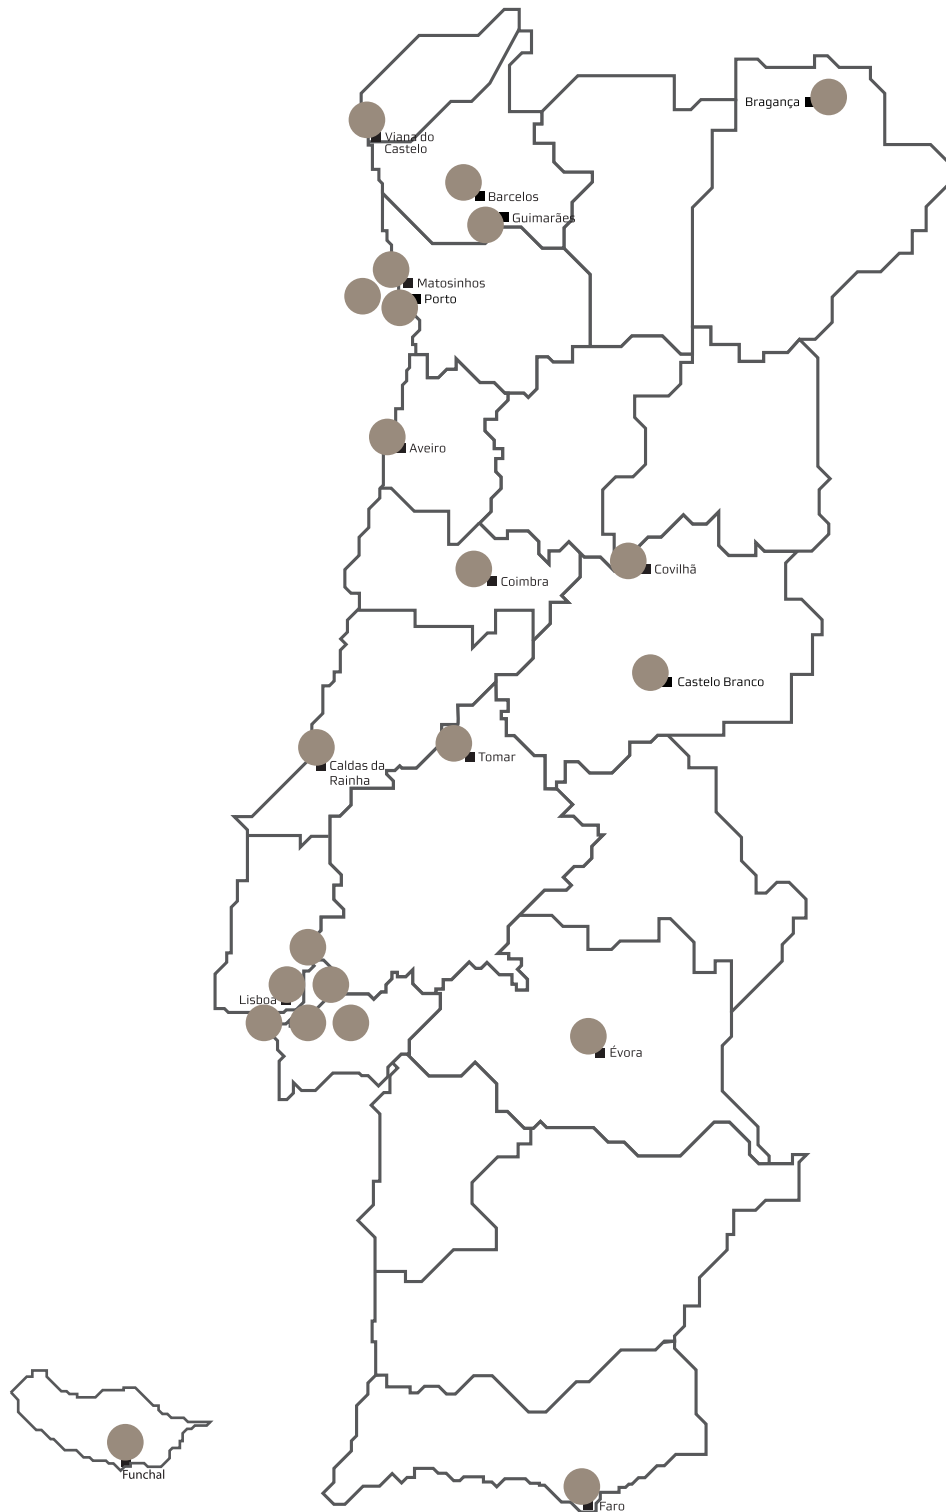 Bragança
Viana do
Castelo
Barcelos
Guimarães
Matosinhos
Porto
Aveiro
Covilhã
Coimbra
Castelo Branco
Tomar
Caldas da
Rainha
Lisboa
Évora
Funchal
Faro